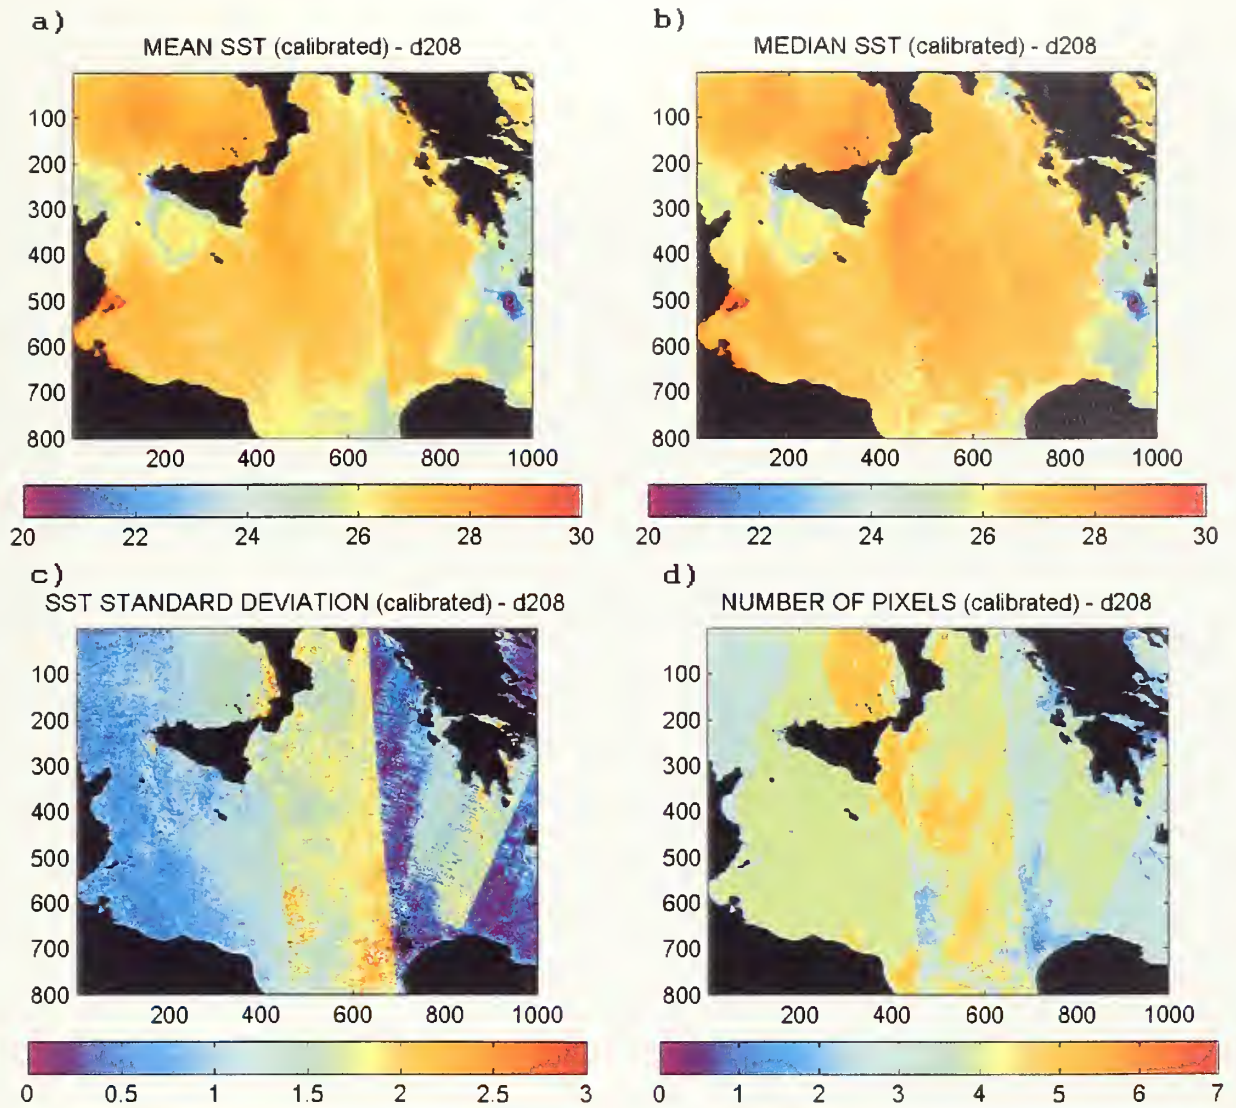 a)
MEAN SST (calibrated) - d208
100
200
300
400
500
600
700
800
200 400 600 800 1000
20 22 24 26 28 30
b)
MEDIAN SST (calibrated) - d208
100
200
300
400
500
600
700
800
200 400 600 800 1000
20 22 24 26 28 30
c)
SST STANDARD DEVIATION (calibrated) - d208
100
200
300
400
500
600
700
800
200 400 600 800 1000
0 0.5 1 1.5 2 2.5 3
d)
NUMBER OF PIXELS (calibrated) - d208
100
200
300
400
500
600
700
800
200 400 600 800 1000
0 1 2 3 4 5 6 7